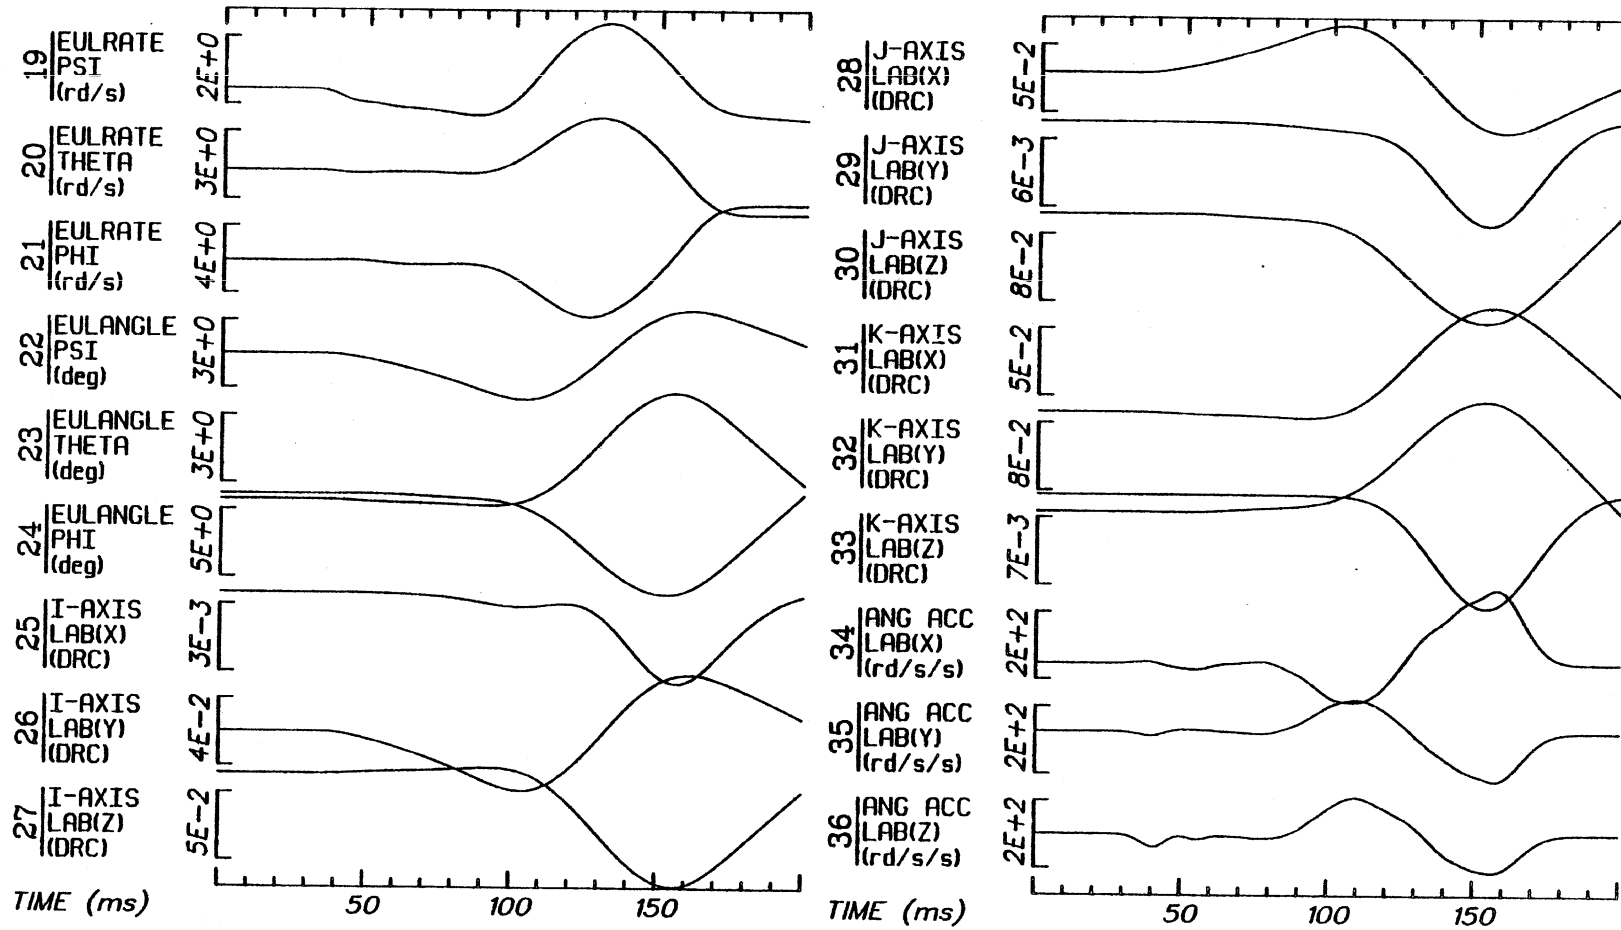 19
EULRATE
PSI
(rd/s)
2E+0
20
EULRATE
THETA
(rd/s)
3E+0
21
EULRATE
PHI
(rd/s)
4E+0
22
EULANGLE
PSI
(deg)
3E+0
23
EULANGLE
THETA
(deg)
3E+0
24
EULANGLE
PHI
(deg)
5E+0
25
I-AXIS
LAB(X)
(DRC)
3E-3
26
I-AXIS
LAB(Y)
(DRC)
4E-2
27
I-AXIS
LAB(Z)
(DRC)
5E-2
TIME (ms)
50 100 150
28
J-AXIS
LAB(X)
(DRC)
5E-2
29
J-AXIS
LAB(Y)
(DRC)
6E-3
30
J-AXIS
LAB(Z)
(DRC)
8E-2
31
K-AXIS
LAB(X)
(DRC)
5E-2
32
K-AXIS
LAB(Y)
(DRC)
8E-2
33
K-AXIS
LAB(Z)
(DRC)
7E-3
34
ANG ACC
LAB(X)
(rd/s/s)
2E+2
35
ANG ACC
LAB(Y)
(rd/s/s)
2E+2
36
ANG ACC
LAB(Z)
(rd/s/s)
2E+2
TIME (ms)
50 100 150